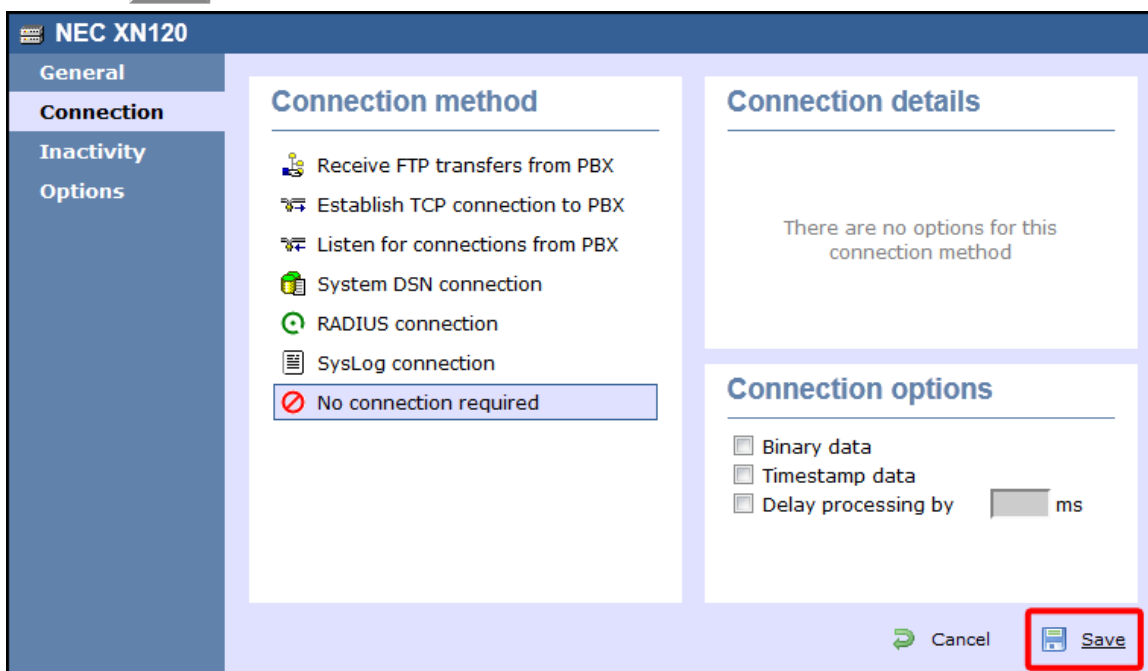 NEC XN120
General
Connection
Inactivity
Options
Connection method
Receive FTP transfers from PBX
Establish TCP connection to PBX
Listen for connections from PBX
System DSN connection
RADIUS connection
SysLog connection
No connection required
Connection details
There are no options for this
connection method
Connection options
Binary data
Timestamp data
Delay processing by ms
Cancel Save